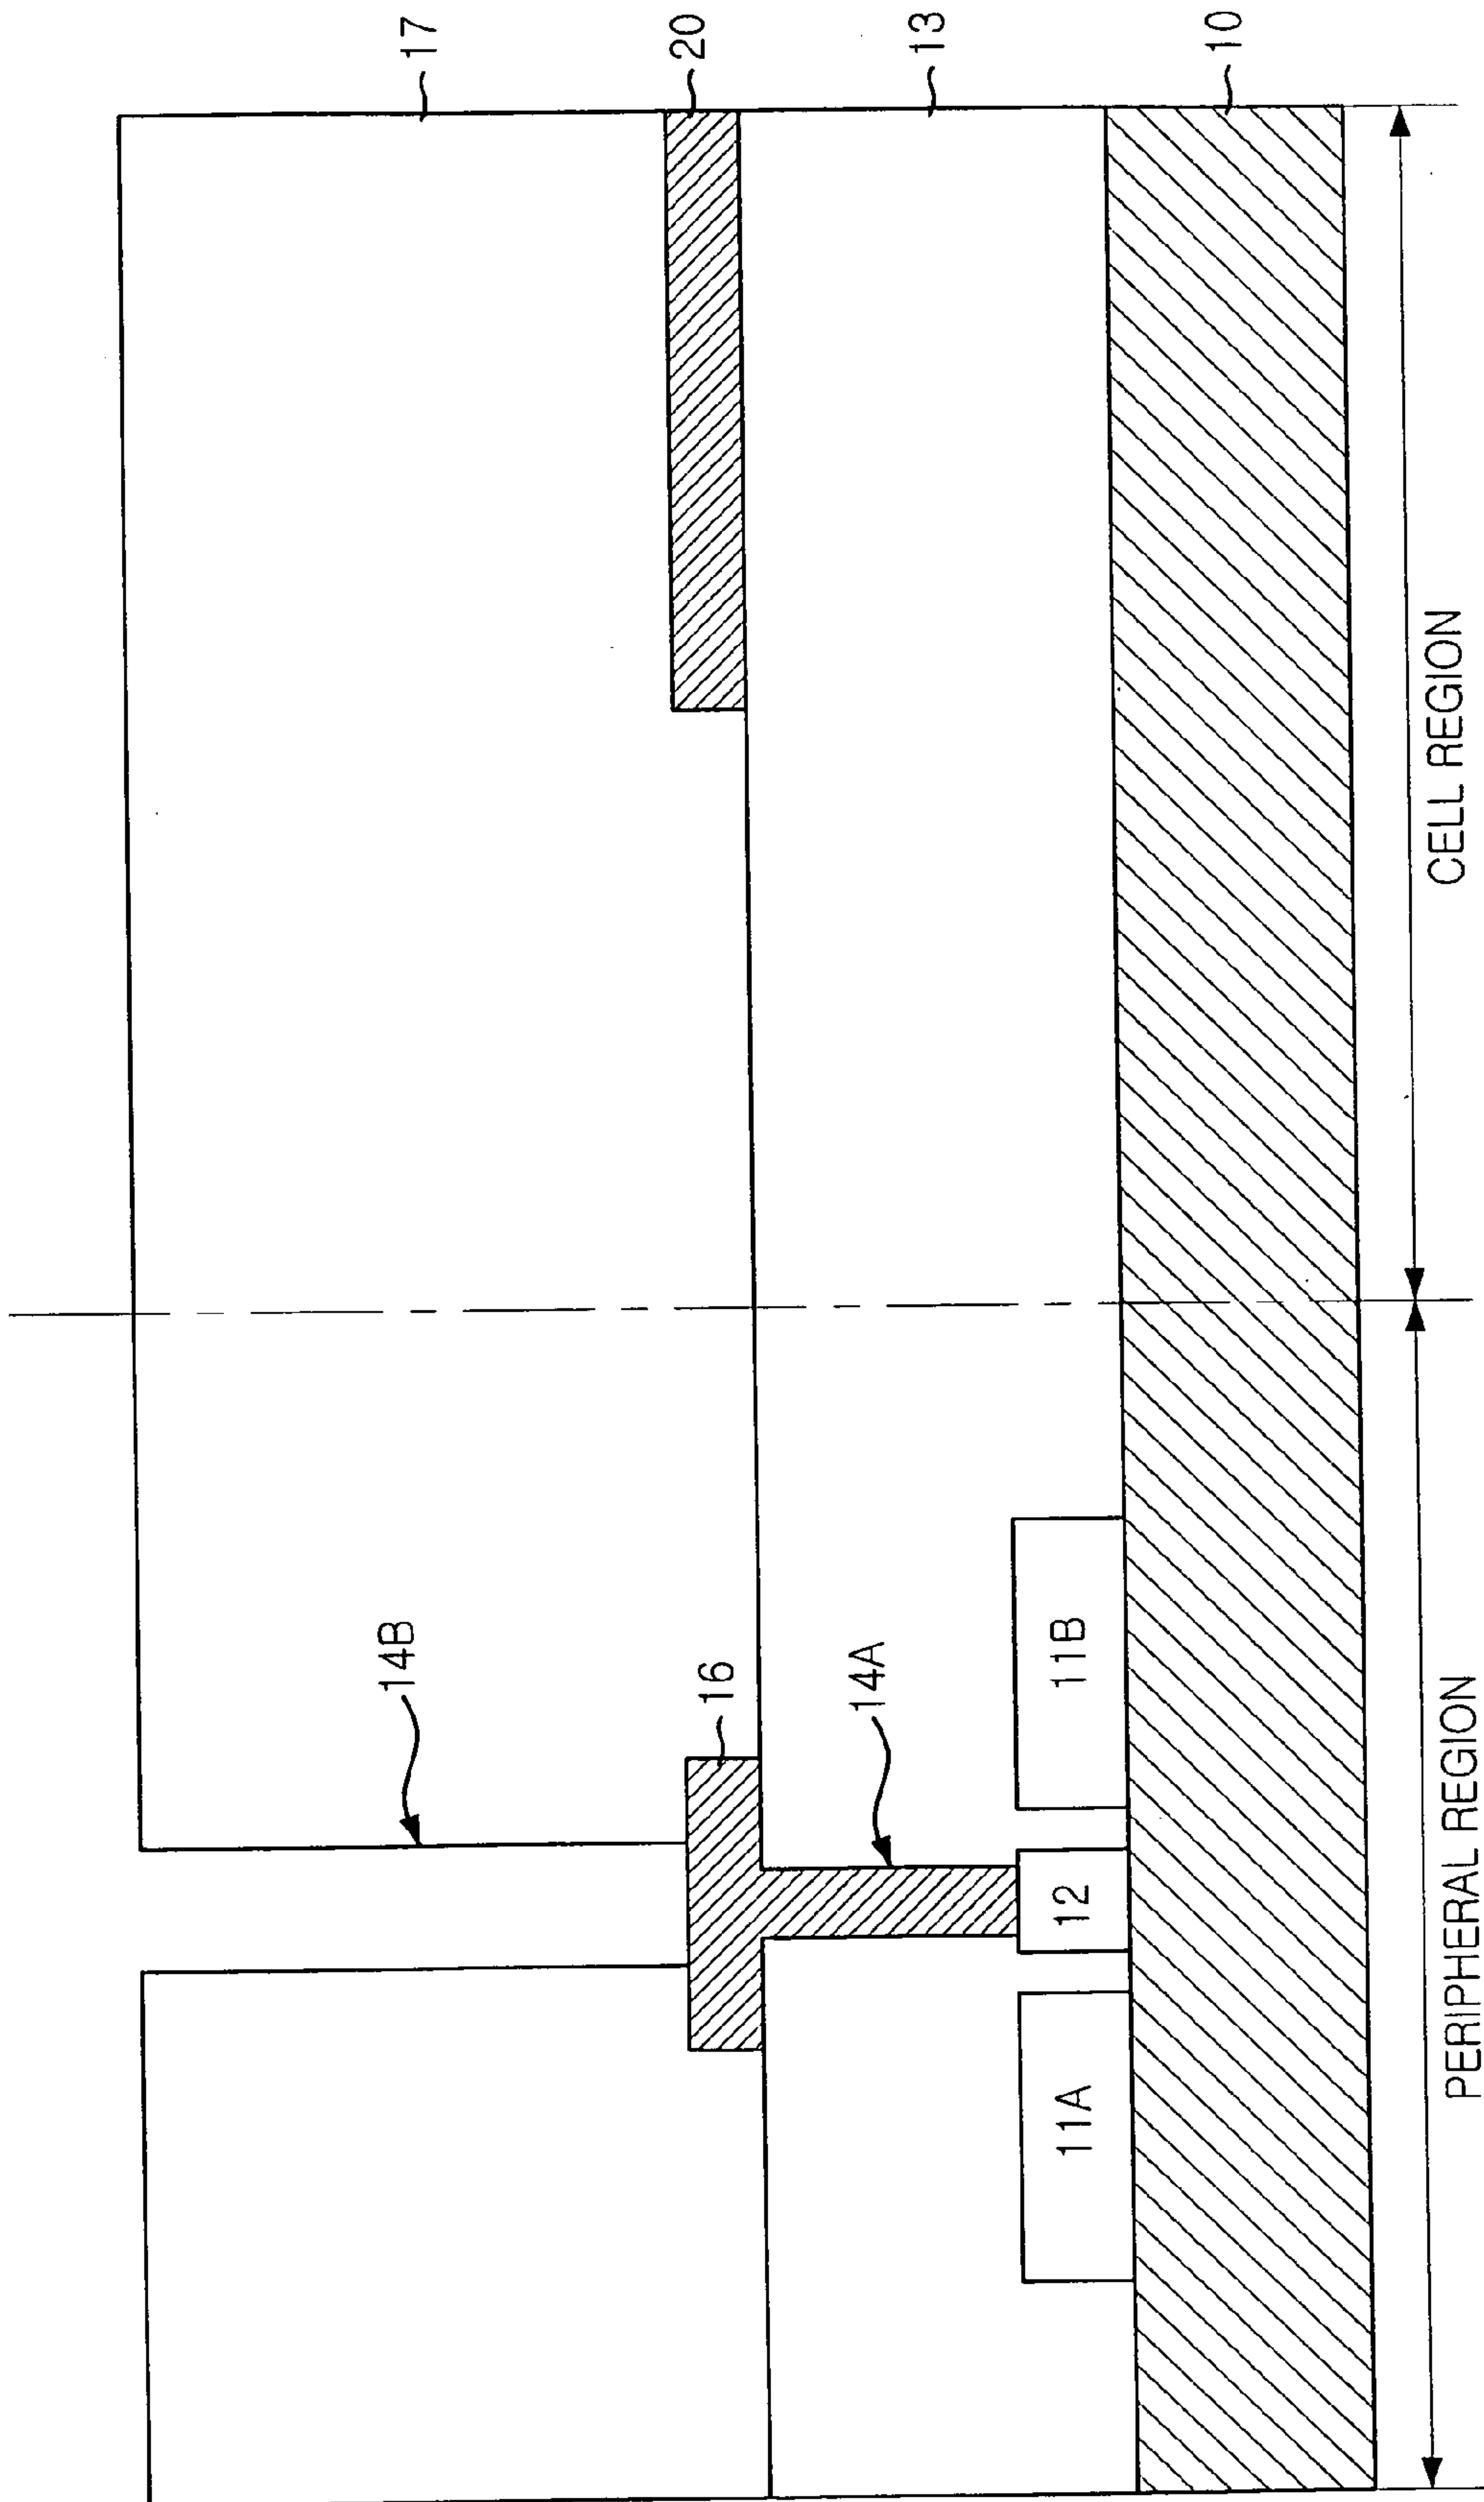 17
20
13
10
14B
16
14A
11B
12
11A
CELL REGION
PERIPHERAL REGION